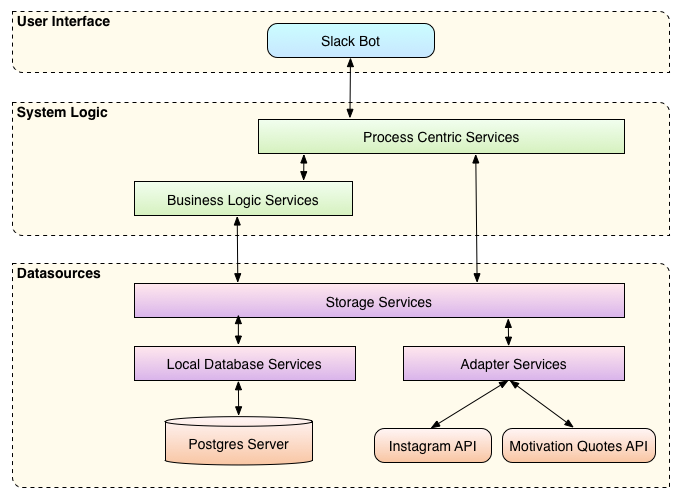 User Interface
Slack Bot
System Logic
Process Centric Services
Business Logic Services
Datasources
Storage Services
Local Database Services
Adapter Services
Postgres Server
Instagram API
Motivation Quotes API